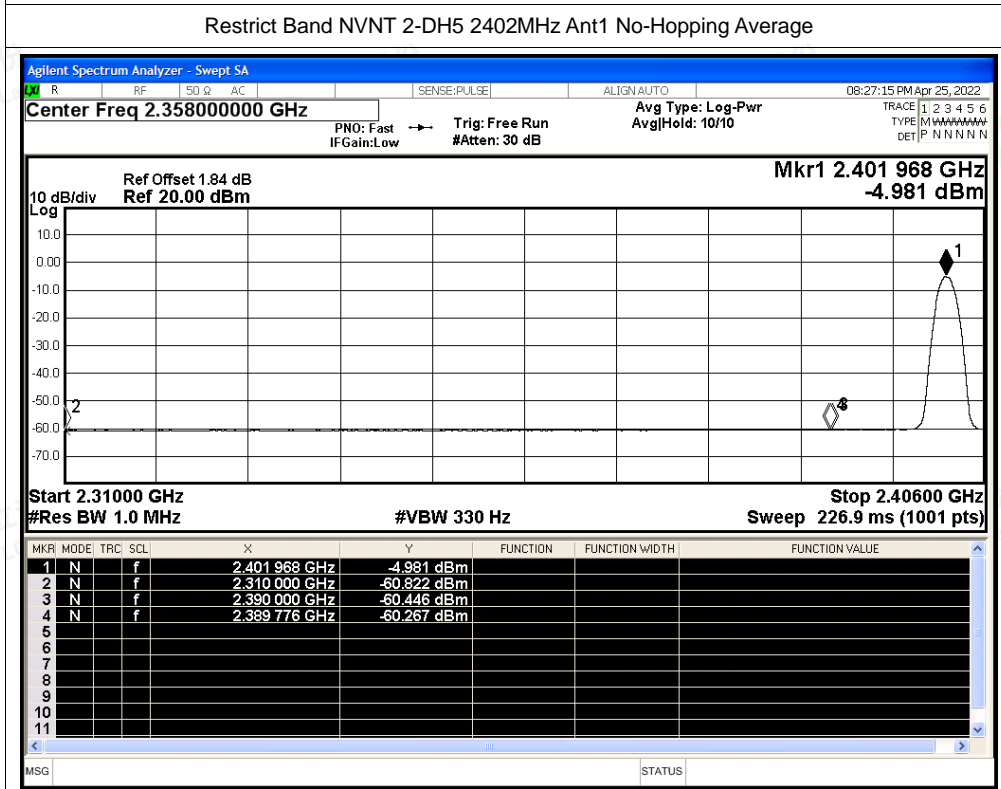 Restrict Band NVNT 2-DH5 2402MHz Ant1 No-Hopping Average
Agilent Spectrum Analyzer - Swept SA
LXI R RF 50 Ω AC SENSE:PULSE ALIGN AUTO 08:27:15 PM Apr 25, 2022
Center Freq 2.358000000 GHz
PNO: Fast
IFGain:Low
Trig: Free Run
#Atten: 30 dB
Avg Type: Log-Pwr
Avg|Hold: 10/10
TRACE 1 2 3 4 5 6
TYPE M WWWWW
DET P N N N N N
Mkr1 2.401 968 GHz
-4.981 dBm
Ref Offset 1.84 dB
10 dB/div Ref 20.00 dBm
Log
10.0
0.00
-10.0
-20.0
-30.0
-40.0
-50.0
-60.0
-70.0
1
2
4
Start 2.31000 GHz Stop 2.40600 GHz
#Res BW 1.0 MHz #VBW 330 Hz Sweep 226.9 ms (1001 pts)
MKR MODE TRC SCL X Y FUNCTION FUNCTION WIDTH FUNCTION VALUE
1 N f 2.401 968 GHz -4.981 dBm
2 N f 2.310 000 GHz -60.822 dBm
3 N f 2.390 000 GHz -60.446 dBm
4 N f 2.389 776 GHz -60.267 dBm
5
6
7
8
9
10
11
MSG STATUS